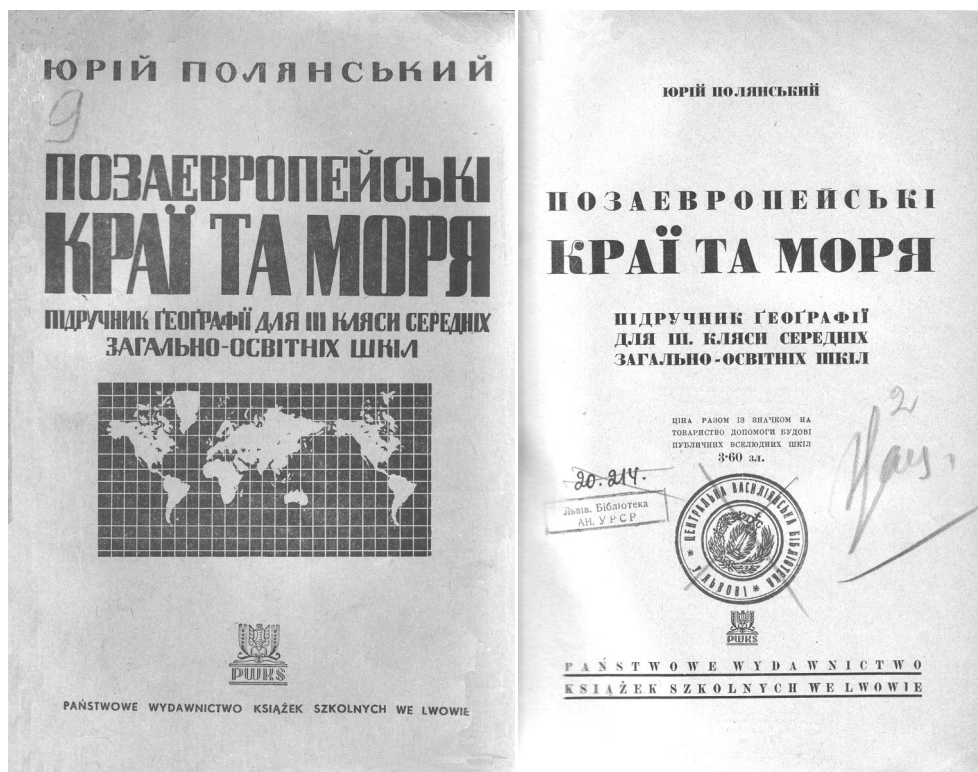 ЮРІЙ ПОЛЯНСЬКИЙ
9
ПОЗАЕВРОПЕЙСЬКІ
КРАЇ ТА МОРЯ
ПІДРУЧНИК ҐЕОҐРАФІЇ ДЛЯ III КЛЯСИ СЕРЕДНІХ
ЗАГАЛЬНО-ОСВІТНІХ ШКІЛ
PWKS
PAŃSTWOWE WYDAWNICTWO KSIĄŻEK SZKOLNYCH WE LWOWIE
ЮРІЙ ПОЛЯНСЬКИЙ
ПОЗАЕВРОПЕЙСЬКІ
КРАЇ ТА МОРЯ
ПІДРУЧНИК ҐЕОҐРАФІЇ
ДЛЯ III. КЛЯСИ СЕРЕДНІХ
ЗАГАЛЬНО-ОСВІТНІХ ШКІЛ
ЦІНА РАЗОМ ІЗ ЗНАЧКОМ НА
ТОВАРИСТВО ДОПОМОГИ БУДОВІ
ПУБЛИЧНИХ ВСЕЛЮДНИХ ШКІЛ
3·60 зл.
2
20.214.
Львів. Бібліотека
АН. УРСР
ЦЕНТРАЛЬНА ВАСИЛІЯНСЬКА БІБЛІОТЕКА
У ЛЬВОВІ
PWKS
PAŃSTWOWE WYDAWNICTWO
KSIĄŻEK SZKOLNYCH WE LWOWIE